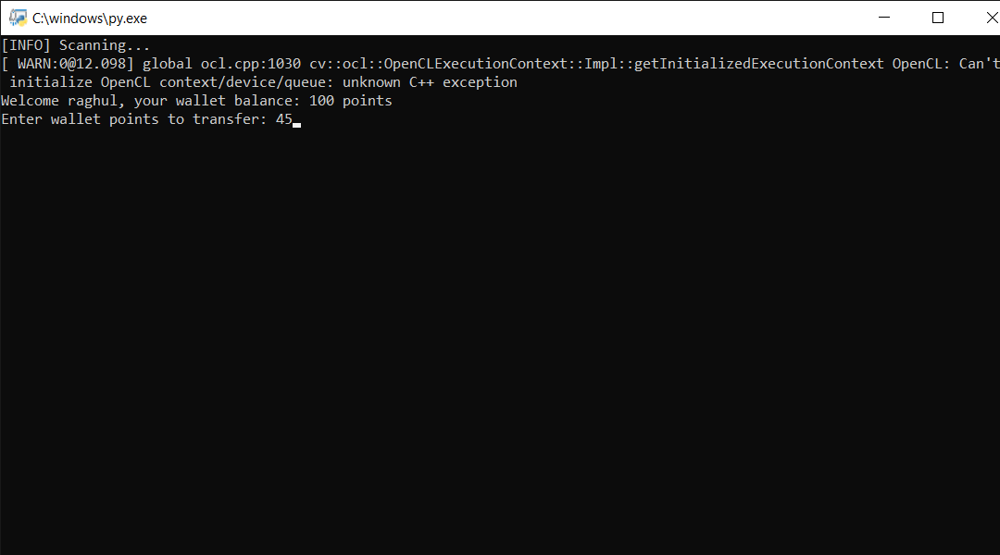 C:\windows\py.exe
[INFO] Scanning...
[ WARN:0@12.098] global ocl.cpp:1030 cv::ocl::OpenCLExecutionContext::Impl::getInitializedExecutionContext OpenCL: Can't
 initialize OpenCL context/device/queue: unknown C++ exception
Welcome raghul, your wallet balance: 100 points
Enter wallet points to transfer: 45